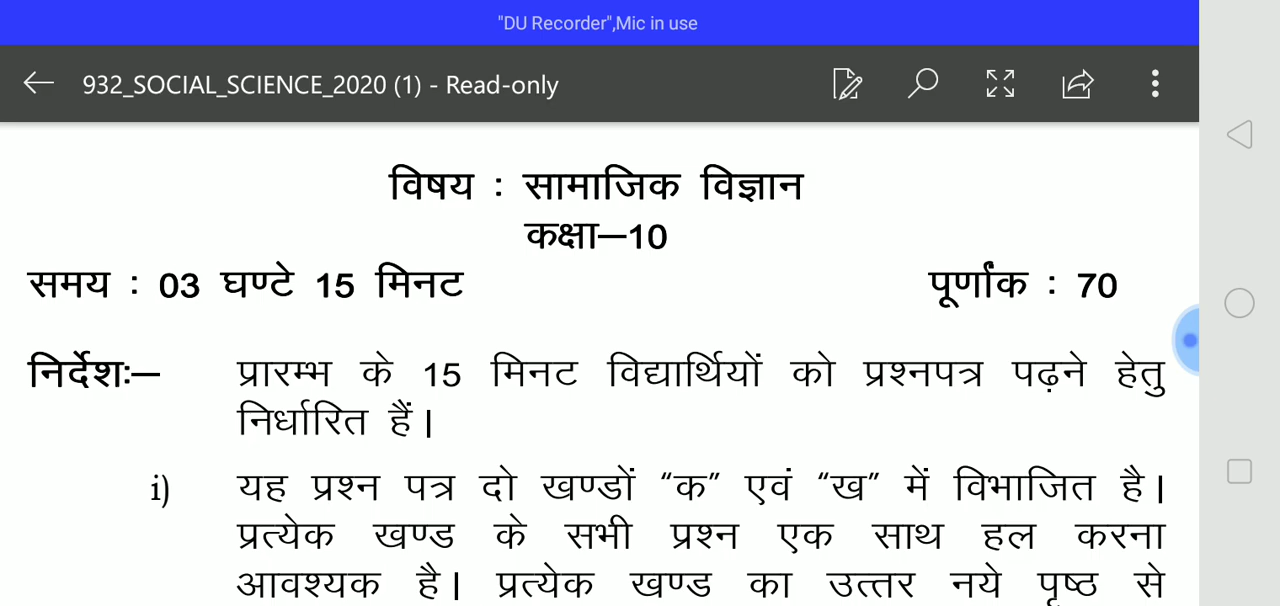 "DU Recorder",Mic in use
932_SOCIAL_SCIENCE_2020 (1) - Read-only
विषय : सामाजिक विज्ञान
कक्षा—10
समय : 03 घण्टे 15 मिनट पूर्णांक : 70
निर्देशः— प्रारम्भ के 15 मिनट विद्यार्थियों को प्रश्नपत्र पढ़ने हेतु
निर्धारित हैं।
i) यह प्रश्न पत्र दो खण्डों “क” एवं “ख” में विभाजित है।
प्रत्येक खण्ड के सभी प्रश्न एक साथ हल करना
आवश्यक है। प्रत्येक खण्ड का उत्तर नये पृष्ठ से